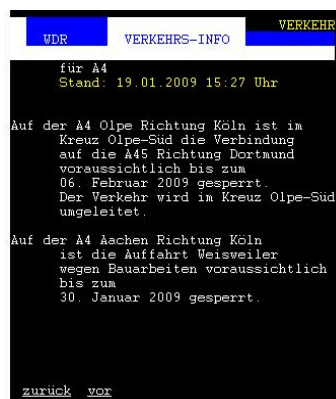 VERKEHR
WDR VERKEHRS-INFO
für A4
Stand: 19.01.2009 15:27 Uhr
Auf der A4 Olpe Richtung Köln ist im
Kreuz Olpe-Süd die Verbindung
auf die A45 Richtung Dortmund
voraussichtlich bis zum
06. Februar 2009 gesperrt.
Der Verkehr wird im Kreuz Olpe-Süd
umgeleitet.
Auf der A4 Aachen Richtung Köln
ist die Auffahrt Weisweiler
wegen Bauarbeiten voraussichtlich
bis zum
30. Januar 2009 gesperrt.
zurück vor